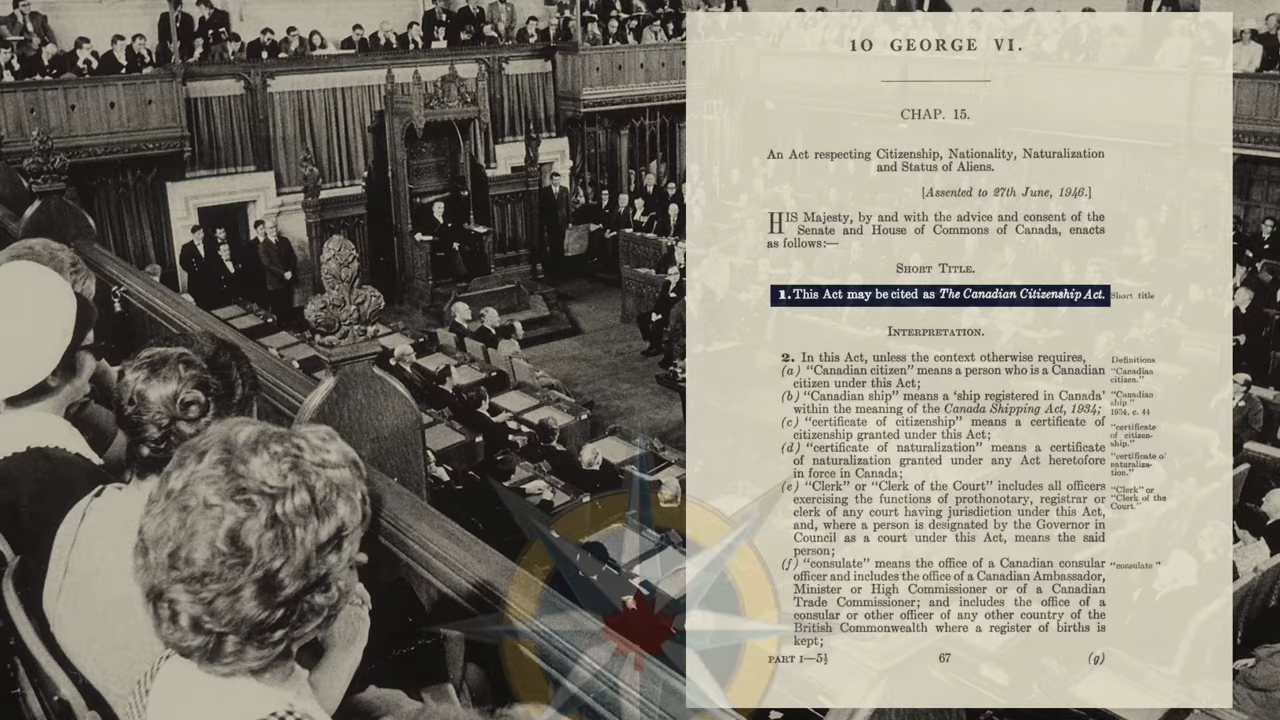 10 GEORGE VI.
CHAP. 15.
An Act respecting Citizenship, Nationality, Naturalization
and Status of Aliens.
[Assented to 27th June, 1946.]
HIS Majesty, by and with the advice and consent of the
Senate and House of Commons of Canada, enacts
as follows:—
SHORT TITLE.
1. This Act may be cited as The Canadian Citizenship Act. Short title
INTERPRETATION.
2. In this Act, unless the context otherwise requires, Definitions
(a) "Canadian citizen" means a person who is a Canadian "Canadian
citizen under this Act; citizen."
(b) "Canadian ship" means a 'ship registered in Canada' "Canadian
ship"
within the meaning of the Canada Shipping Act, 1934; 1934, c. 44
(c) "certificate of citizenship" means a certificate of "certificate
citizenship granted under this Act; of citizen-
ship."
(d) "certificate of naturalization" means a certificate "certificate of
of naturalization granted under any Act heretofore naturaliza-
in force in Canada; tion."
(e) "Clerk" or "Clerk of the Court" includes all officers "Clerk" or
exercising the functions of prothonotary, registrar or "Clerk of the
clerk of any court having jurisdiction under this Act, Court."
and, where a person is designated by the Governor in
Council as a court under this Act, means the said
person;
(f) "consulate" means the office of a Canadian consular "consulate"
officer and includes the office of a Canadian Ambassador,
Minister or High Commissioner or of a Canadian
Trade Commissioner; and includes the office of a
consular or other officer of any other country of the
British Commonwealth where a register of births is
kept;
PART I—5½ 67 (g)